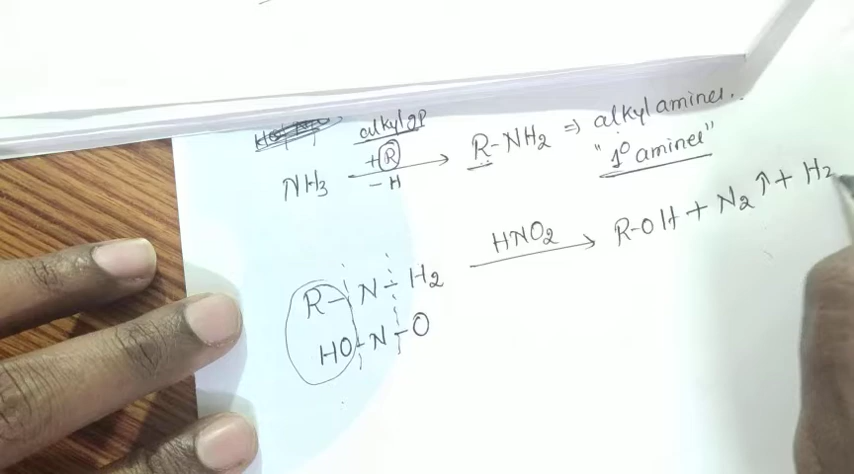 alkyl gp
NH3 +R -H → R-NH2 ⇒ alkyl amines.
"1° amines"
R-N-H2 HNO2 → R-OH + N2 ↑ + H2
HO-N-O